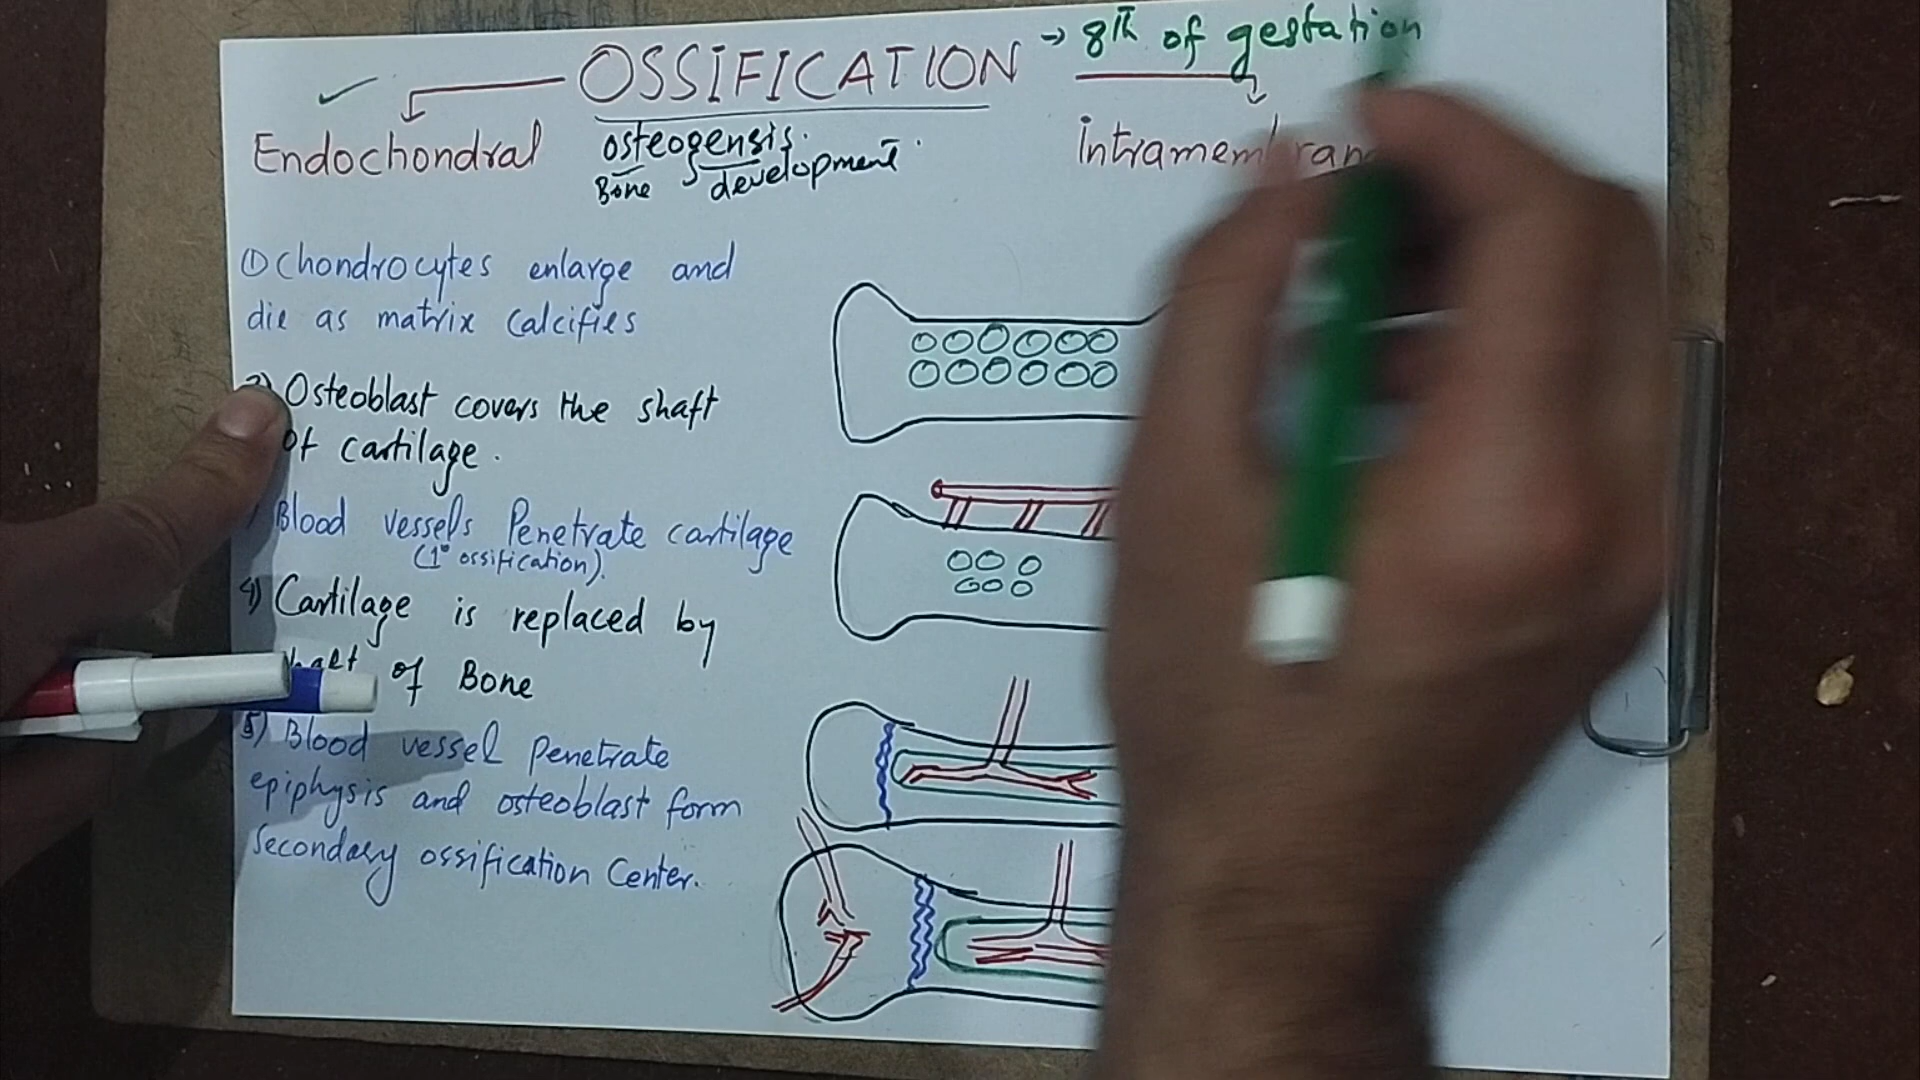 OSSIFICATION → 8th of gestation
Endochondral
osteogensis.
Bone development
① Chondrocytes enlarge and
die as matrix calcifies
2) Osteoblast covers the shaft
of cartilage.
Blood vessels Penetrate cartilage
(1° ossification).
4) Cartilage is replaced by
of Bone
5) Blood vessel penetrate
epiphysis and osteoblast form
Secondary ossification Center.